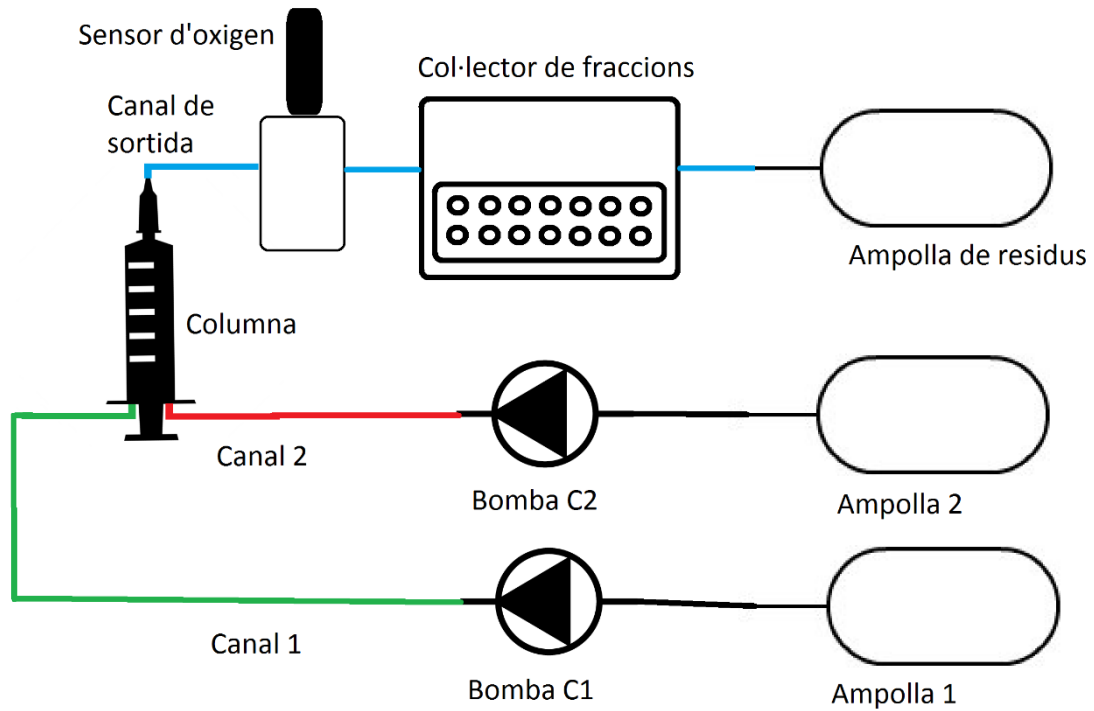 Sensor d'oxigen
Col·lector de fraccions
Canal de
sortida
Ampolla de residus
Columna
Canal 2
Bomba C2
Ampolla 2
Canal 1
Bomba C1
Ampolla 1